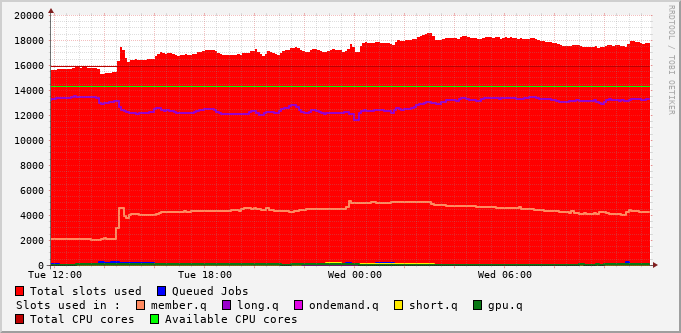 20000
18000
16000
14000
12000
10000
8000
6000
4000
2000
0
Tue 12:00 Tue 18:00 Wed 00:00 Wed 06:00
Total slots used Queued Jobs
Slots used in : member.q long.q ondemand.q short.q gpu.q
Total CPU cores Available CPU cores
RRDTOOL / TOBI OETIKER